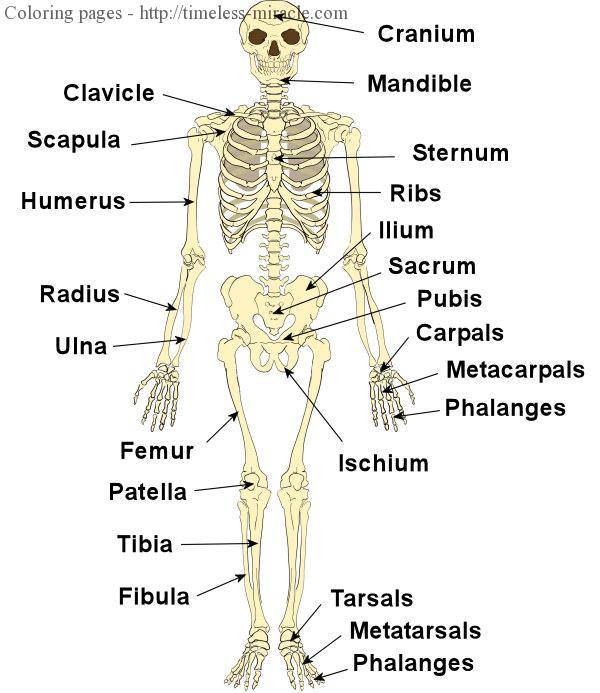 Coloring pages - http://timeless-miracle.com
Cranium
Mandible
Clavicle
Scapula
Sternum
Ribs
Humerus
Ilium
Sacrum
Radius
Pubis
Carpals
Ulna
Metacarpals
Phalanges
Femur
Ischium
Patella
Tibia
Fibula
Tarsals
Metatarsals
Phalanges